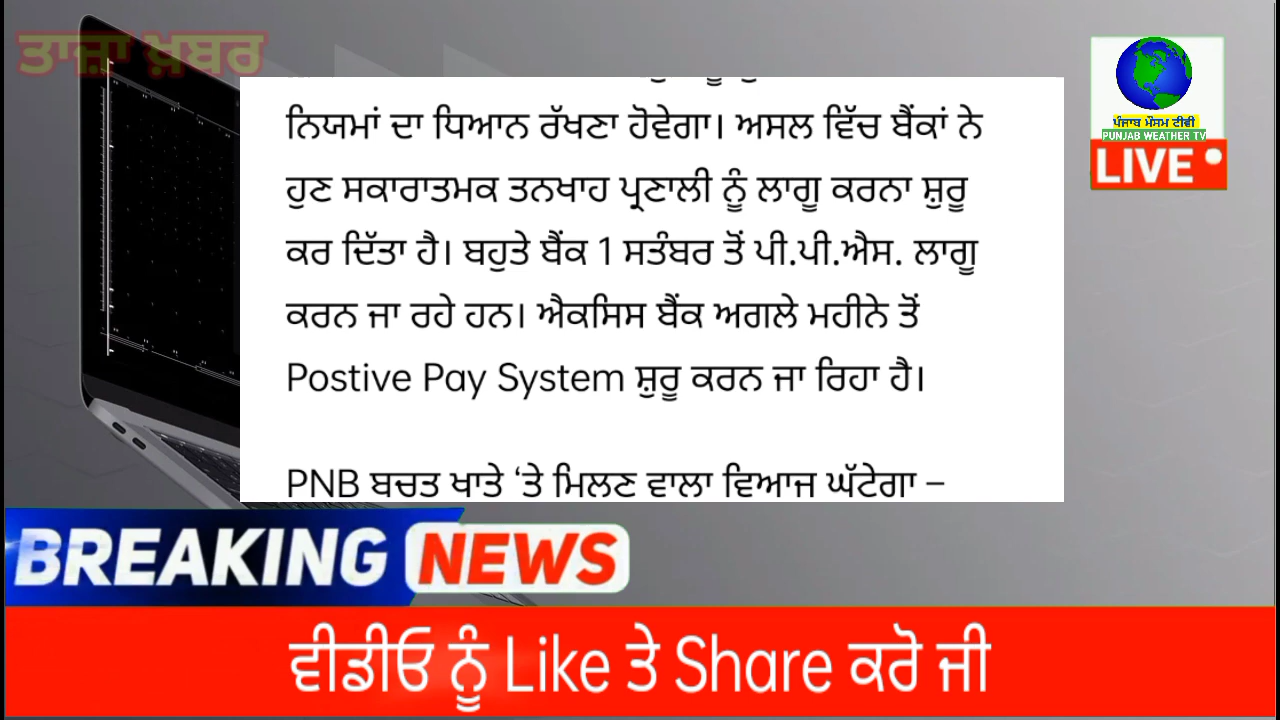 ਤਾਜ਼ਾ ਖ਼ਬਰ
ਨਿਯਮਾਂ ਦਾ ਧਿਆਨ ਰੱਖਣਾ ਹੋਵੇਗਾ। ਅਸਲ ਵਿੱਚ ਬੈਂਕਾਂ ਨੇ
ਹੁਣ ਸਕਾਰਾਤਮਕ ਤਨਖਾਹ ਪ੍ਰਣਾਲੀ ਨੂੰ ਲਾਗੂ ਕਰਨਾ ਸ਼ੁਰੂ
ਕਰ ਦਿੱਤਾ ਹੈ। ਬਹੁਤੇ ਬੈਂਕ 1 ਸਤੰਬਰ ਤੋਂ ਪੀ.ਪੀ.ਐਸ. ਲਾਗੂ
ਕਰਨ ਜਾ ਰਹੇ ਹਨ। ਐਕਸਿਸ ਬੈਂਕ ਅਗਲੇ ਮਹੀਨੇ ਤੋਂ
Postive Pay System ਸ਼ੁਰੂ ਕਰਨ ਜਾ ਰਿਹਾ ਹੈ।
PNB ਬਚਤ ਖਾਤੇ ‘ਤੇ ਮਿਲਣ ਵਾਲਾ ਵਿਆਜ ਘੱਟੇਗਾ –
ਪੰਜਾਬ ਮੌਸਮ ਟੀਵੀ
PUNJAB WEATHER TV
LIVE
BREAKING NEWS
ਵੀਡੀਓ ਨੂੰ Like ਤੇ Share ਕਰੋ ਜੀ